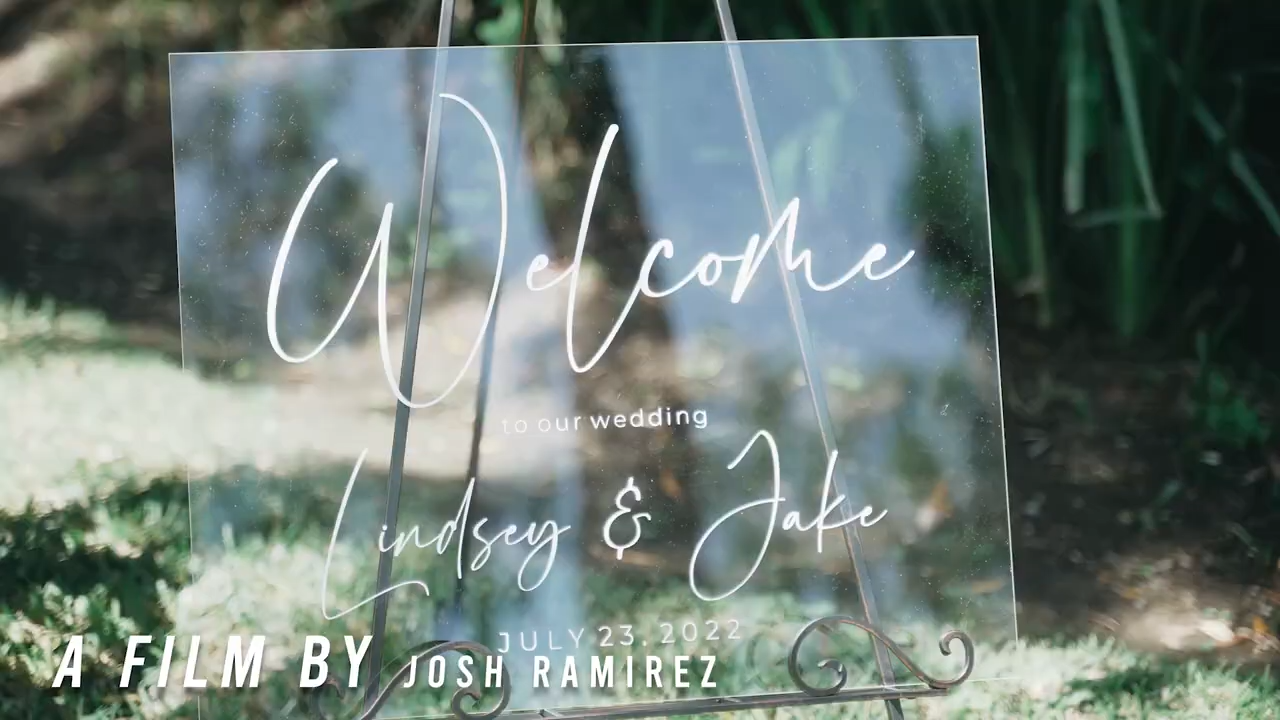 Welcome
to our wedding
Lindsey & Jake
JULY 23, 2022
A FILM BY JOSH RAMIREZ